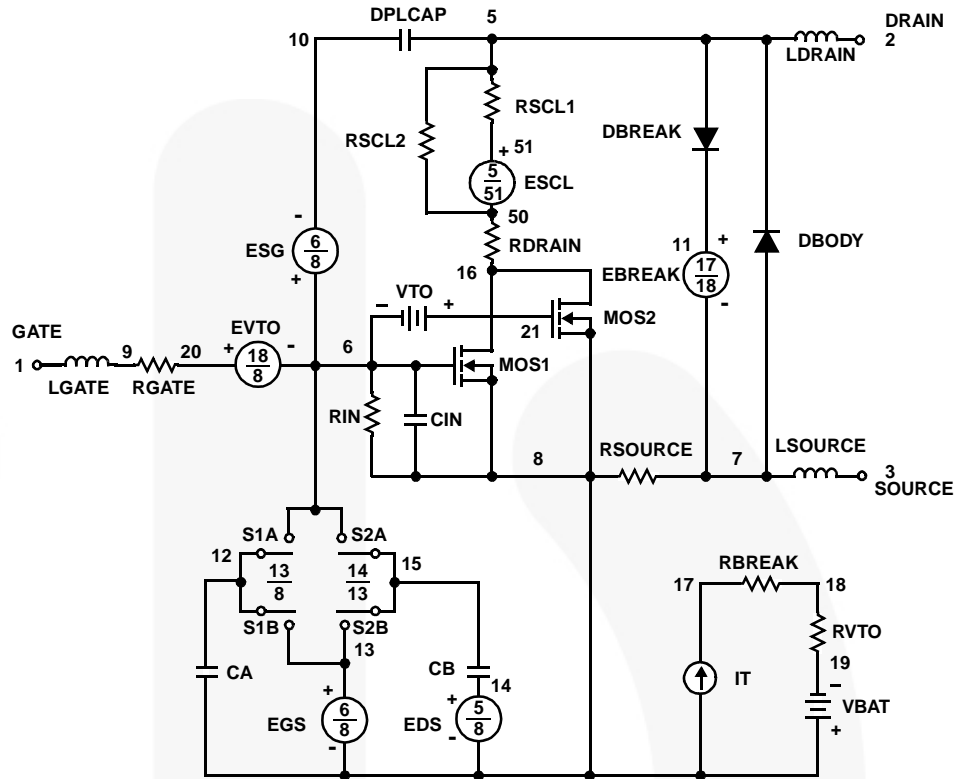 DPLCAP
5
DRAIN
2
10
LDRAIN
RSCL1
RSCL2
DBREAK
+ 51
5
51
ESCL
50
-
6
8
ESG
+
RDRAIN
11
+
17
18
EBREAK
-
DBODY
16
- VTO +
21
MOS2
GATE
1
9
20
EVTO
+
18
8
-
6
LGATE
RGATE
MOS1
RIN
CIN
8
RSOURCE
7
LSOURCE
3
SOURCE
S1A
S2A
12
13
8
14
13
15
S1B
S2B
13
CA
CB
14
+
6
8
-
EGS
+
5
8
-
EDS
RBREAK
17
18
RVTO
19
IT
-
VBAT
+